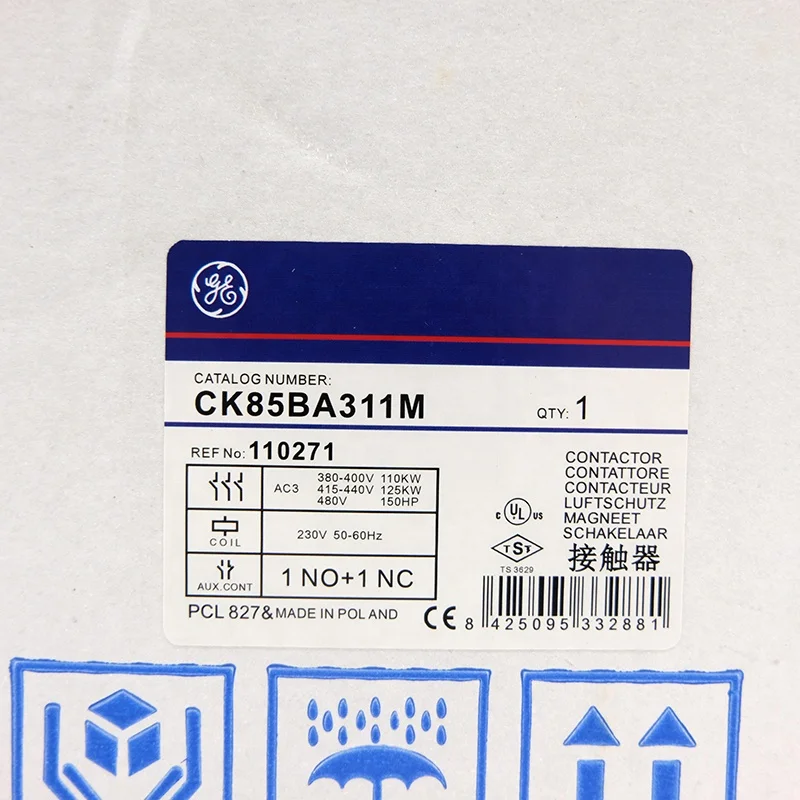 GE
CATALOG NUMBER:
CK85BA311M
QTY: 1
REF No: 110271
AC3
380-400V 110KW
415-440V 125KW
480V 150HP
COIL
230V 50-60Hz
AUX.CONT
1 NO+1 NC
PCL 827& MADE IN POLAND
CONTACTOR
CONTATTORE
CONTACTEUR
LUFTSCHUTZ
MAGNEET
SCHAKELAAR
接触器
C UL US
TST
TS 3629
CE
8 425095 332881